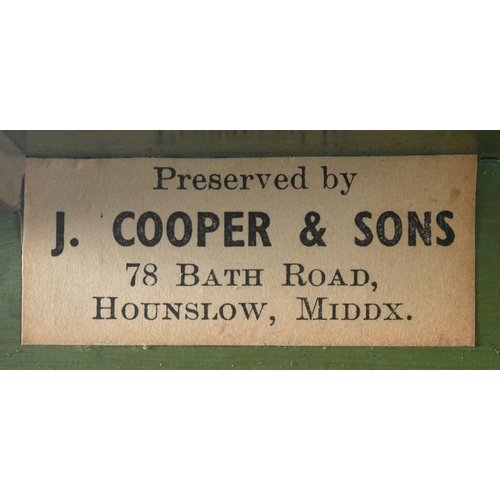 Preserved by
J. COOPER & SONS
78 BATH ROAD,
HOUNSLOW, MIDDX.